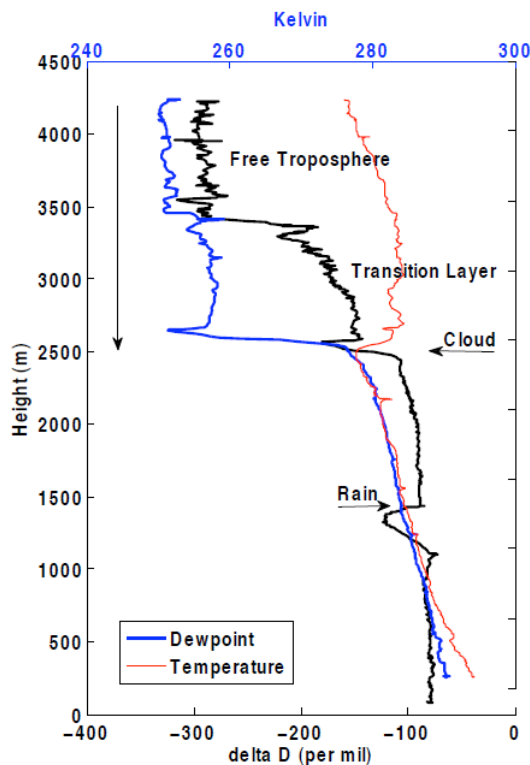 Kelvin
240 260 280 300
4500
4000
3500
3000
2500
2000
1500
1000
500
0
Height (m)
Free Troposphere
Transition Layer
Cloud
Rain
Dewpoint
Temperature
−400 −300 −200 −100 0
delta D (per mil)